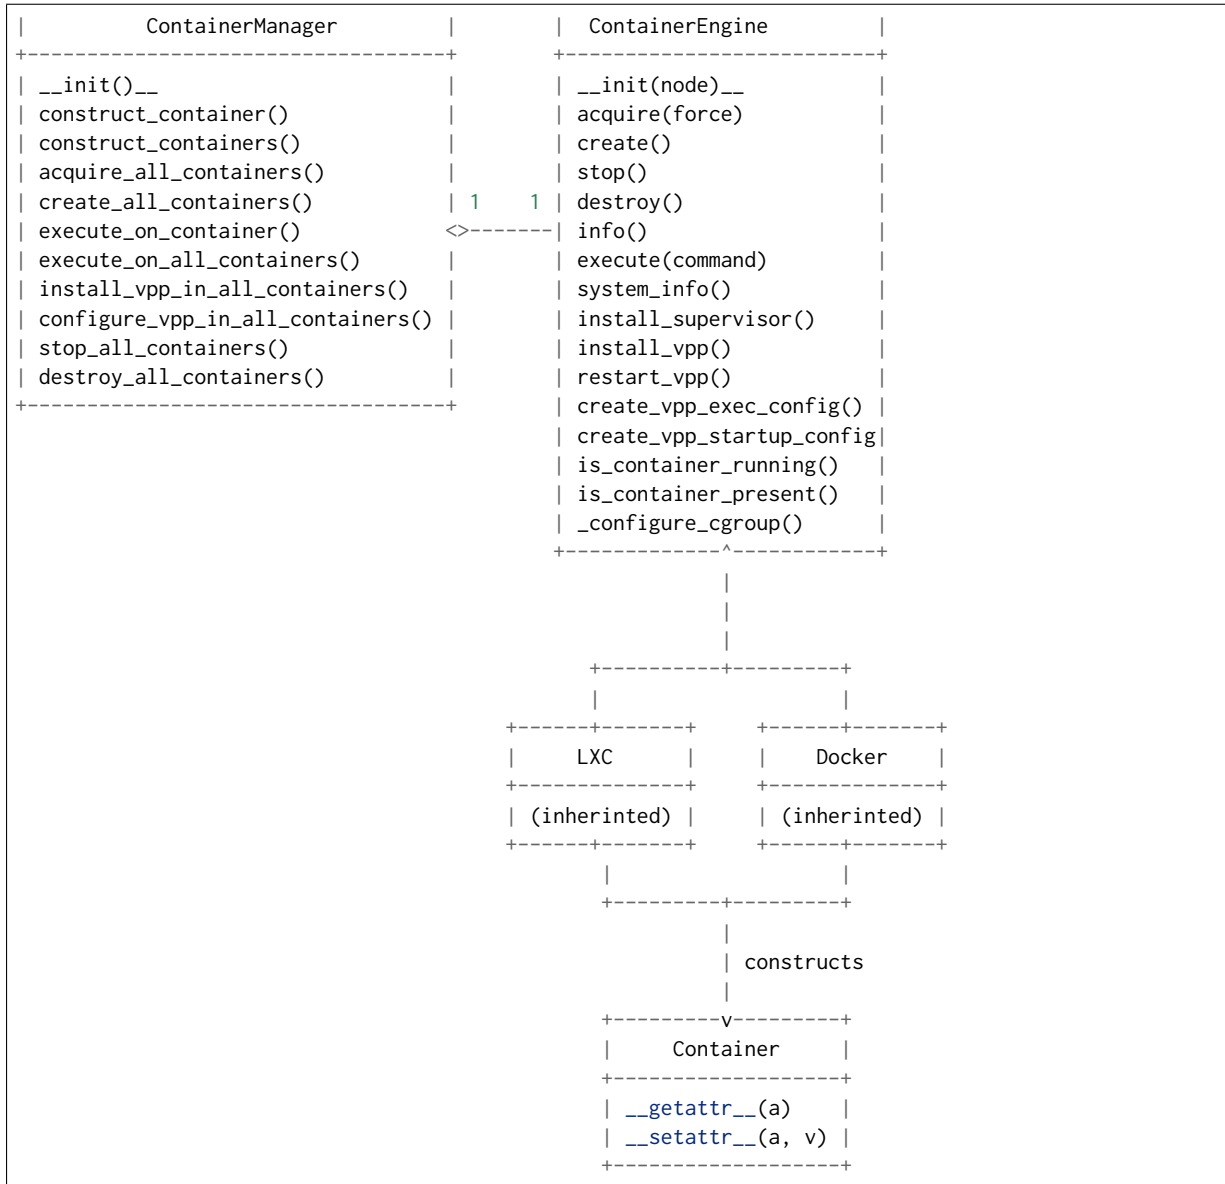 |          ContainerManager         |        |  ContainerEngine         |
+-----------------------------------+        +--------------------------+
| __init()__                        |        | __init(node)__           |
| construct_container()             |        | acquire(force)           |
| construct_containers()            |        | create()                 |
| acquire_all_containers()          |        | stop()                   |
| create_all_containers()           | 1    1 | destroy()                |
| execute_on_container()           <>-------| info()                   |
| execute_on_all_containers()       |        | execute(command)         |
| install_vpp_in_all_containers()   |        | system_info()            |
| configure_vpp_in_all_containers() |        | install_supervisor()     |
| stop_all_containers()             |        | install_vpp()            |
| destroy_all_containers()          |        | restart_vpp()            |
+-----------------------------------+        | create_vpp_exec_config() |
                                             | create_vpp_startup_config|
                                             | is_container_running()   |
                                             | is_container_present()   |
                                             | _configure_cgroup()      |
                                             +-------------^------------+
                                                           |
                                                           |
                                                           |
                                                +----------+---------+
                                                |                    |
                                         +------+-------+     +------+-------+
                                         |     LXC      |     |    Docker    |
                                         +--------------+     +--------------+
                                         | (inherinted) |     | (inherinted) |
                                         +------+-------+     +------+-------+
                                                 |                   |
                                                 +---------+---------+
                                                           |
                                                           | constructs
                                                           |
                                                 +---------v---------+
                                                 |     Container     |
                                                 +-------------------+
                                                 | __getattr__(a)    |
                                                 | __setattr__(a, v) |
                                                 +-------------------+